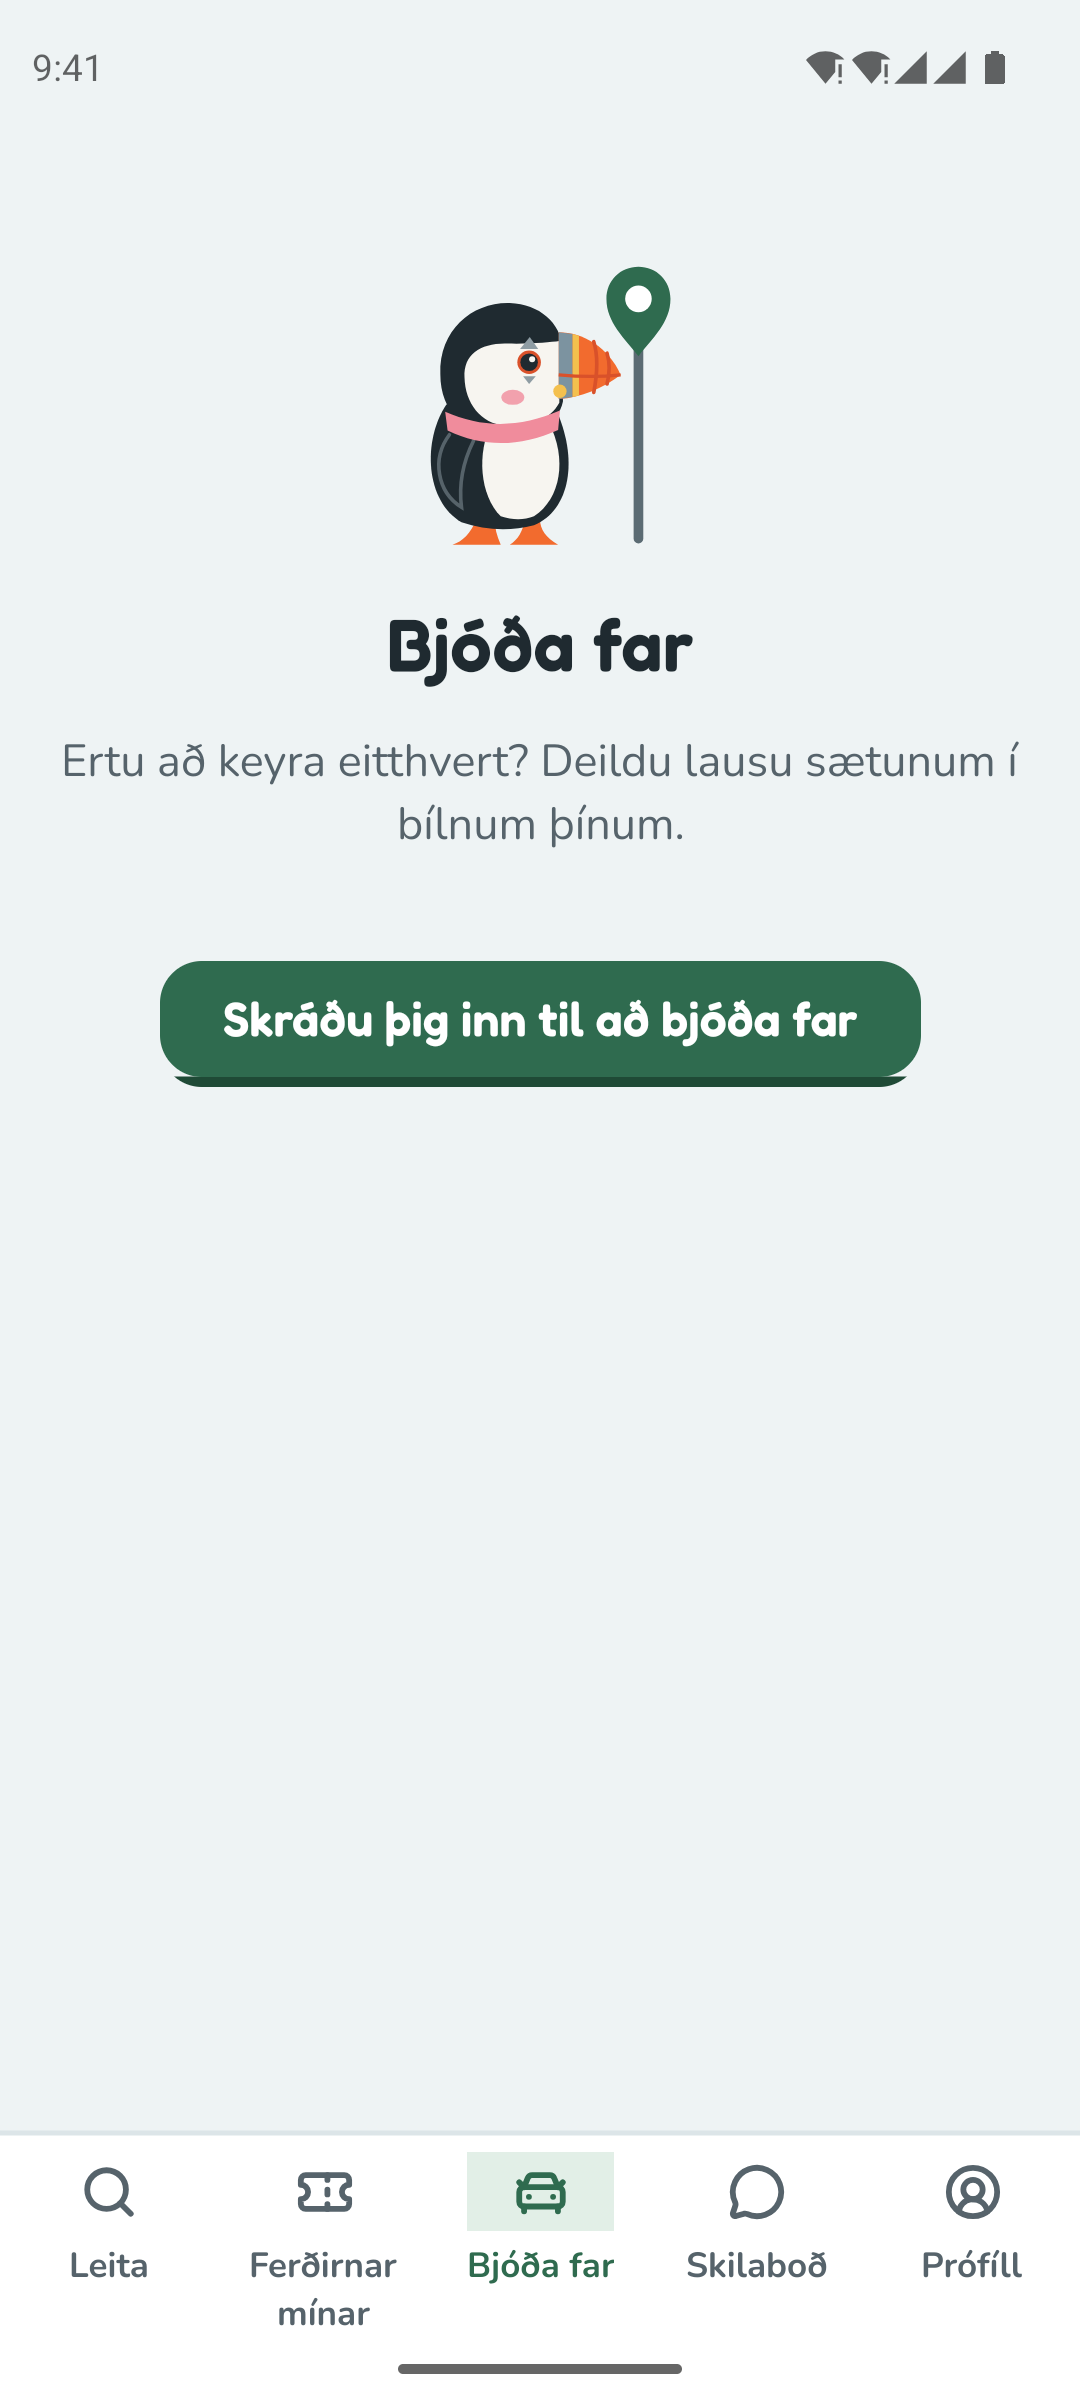 9:41
Bjóða far
Ertu að keyra eitthvert? Deildu lausu sætunum í
bílnum þínum.
Skráðu þig inn til að bjóða far
Leita
Ferðirnar
mínar
Bjóða far
Skilaboð
Prófíll